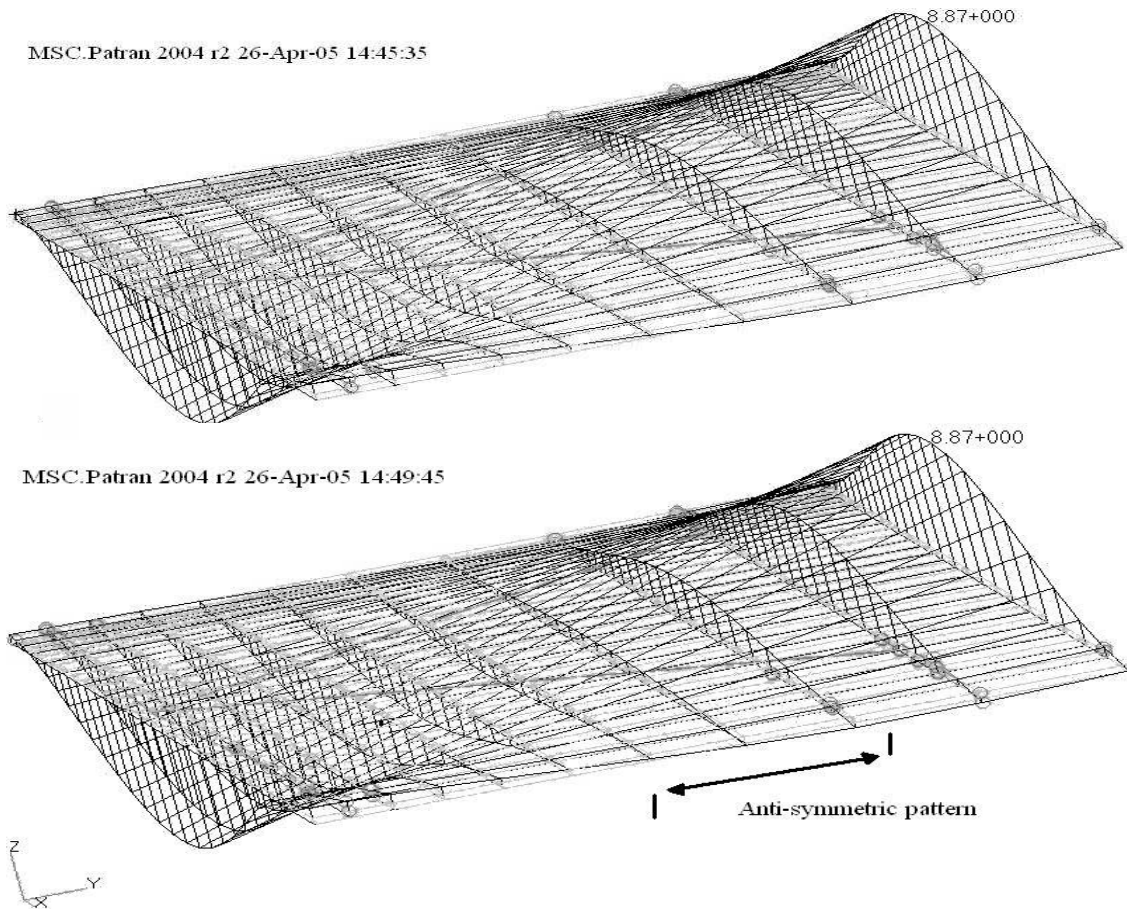 8.87+000
MSC.Patran 2004 r2 26-Apr-05 14:45:35
8.87+000
MSC.Patran 2004 r2 26-Apr-05 14:49:45
Anti-symmetric pattern
Z
Y
X